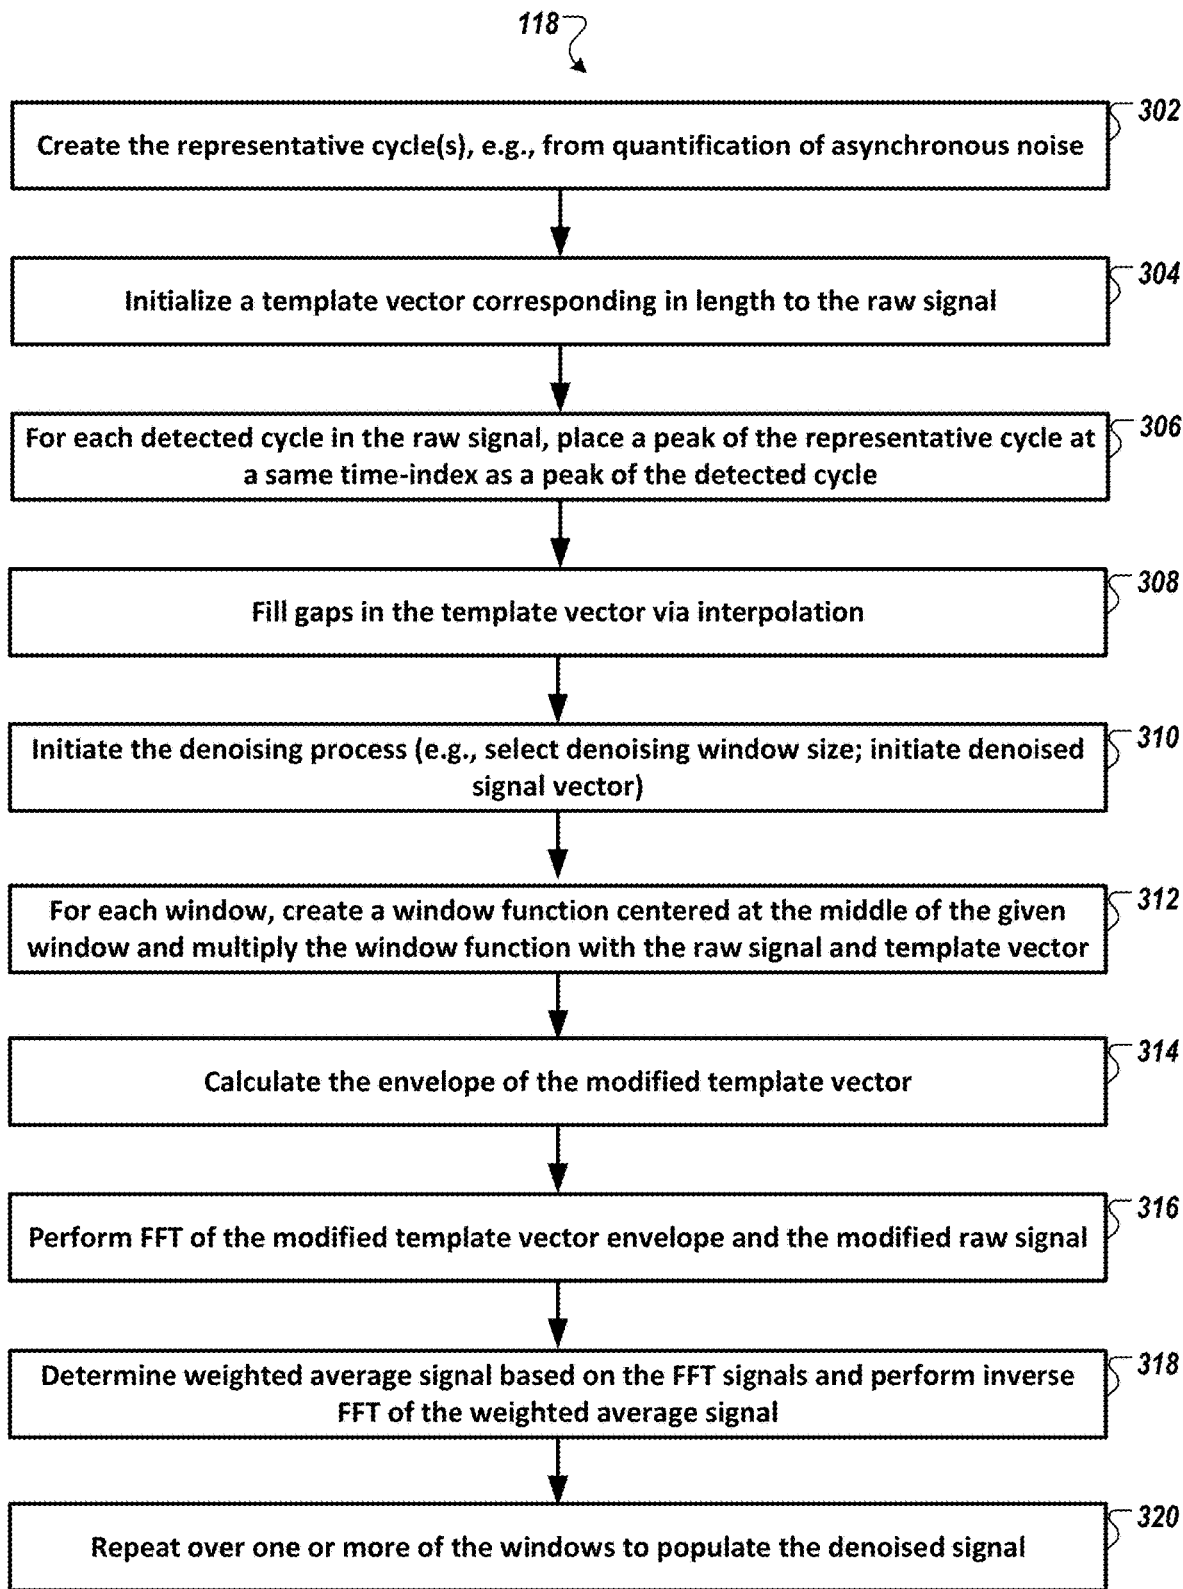 118
302
Create the representative cycle(s), e.g., from quantification of asynchronous noise
304
Initialize a template vector corresponding in length to the raw signal
306
For each detected cycle in the raw signal, place a peak of the representative cycle at
a same time-index as a peak of the detected cycle
308
Fill gaps in the template vector via interpolation
310
Initiate the denoising process (e.g., select denoising window size; initiate denoised
signal vector)
312
For each window, create a window function centered at the middle of the given
window and multiply the window function with the raw signal and template vector
314
Calculate the envelope of the modified template vector
316
Perform FFT of the modified template vector envelope and the modified raw signal
318
Determine weighted average signal based on the FFT signals and perform inverse
FFT of the weighted average signal
320
Repeat over one or more of the windows to populate the denoised signal